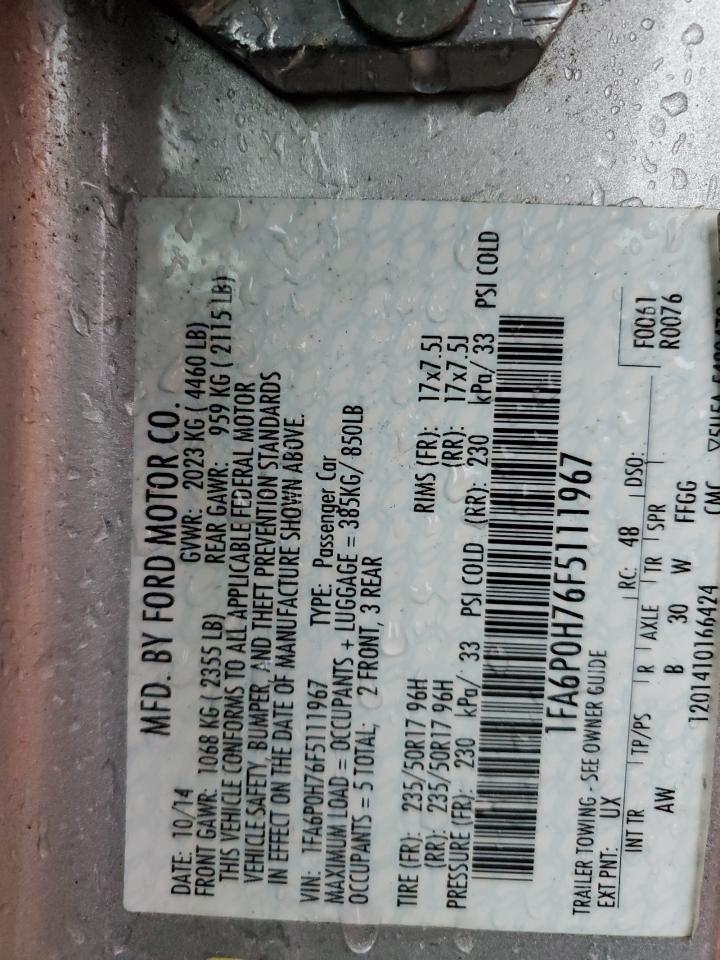 MFD. BY FORD MOTOR CO.
DATE: 10/14 GVWR: 2023 KG ( 4460 LB)
FRONT GAWR: 1068 KG ( 2355 LB) REAR GAWR: 959 KG ( 2115 LB)
THIS VEHICLE CONFORMS TO ALL APPLICABLE FEDERAL MOTOR
VEHICLE SAFETY, BUMPER, AND THEFT PREVENTION STANDARDS
IN EFFECT ON THE DATE OF MANUFACTURE SHOWN ABOVE.
VIN: 1FA6P0H76F5111967 TYPE: Passenger Car
MAXIMUM LOAD = OCCUPANTS + LUGGAGE = 385KG/ 850LB
OCCUPANTS = 5 TOTAL; 2 FRONT, 3 REAR
TIRE (FR): 235/50R17 96H RIMS (FR): 17x7.5J
(RR): 235/50R17 96H (RR): 17x7.5J
PRESSURE (FR): 230 kPa/ 33 PSI COLD (RR): 230 kPa/ 33 PSI COLD
1FA6P0H76F5111967
TRAILER TOWING - SEE OWNER GUIDE
EXT PNT: UX RC: 48 DSO: F0061
R0076
INT TR TP/PS R AXLE TR SPR
AW B 30 W FFGG
1201410166424 CMC